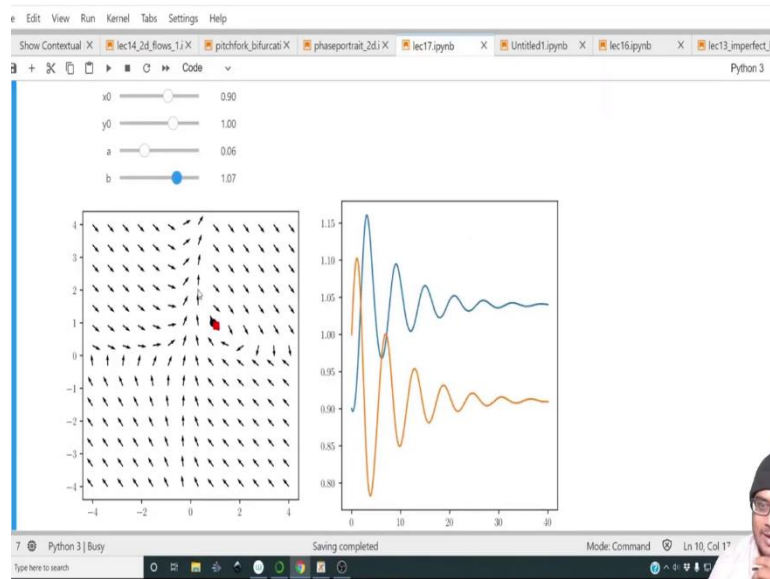 Edit View Run Kernel Tabs Settings Help
Show Contextual lec14_2d_flows_1.i pitchfork_bifurcati phaseportrait_2d.i lec17.ipynb Untitled1.ipynb lec16.ipynb lec13_imperfect_
Code Python 3
x0 0.90
y0 1.00
a 0.06
b 1.07
4
3
2
1
0
−1
−2
−3
−4
−4 −2 0 2 4
1.15
1.10
1.05
1.00
0.95
0.90
0.85
0.80
0 10 20 30 40
7 Python 3 | Busy Saving completed Mode: Command Ln 10, Col 17
Type here to search